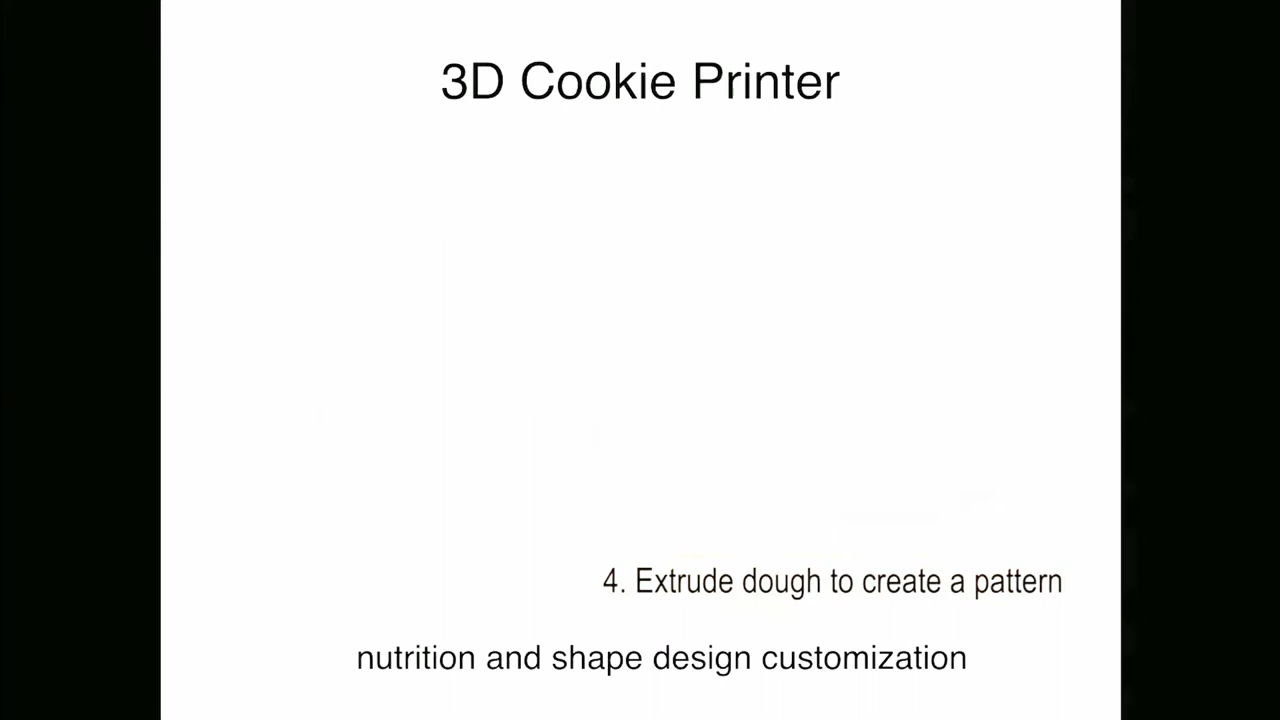 3D Cookie Printer
4. Extrude dough to create a pattern
nutrition and shape design customization